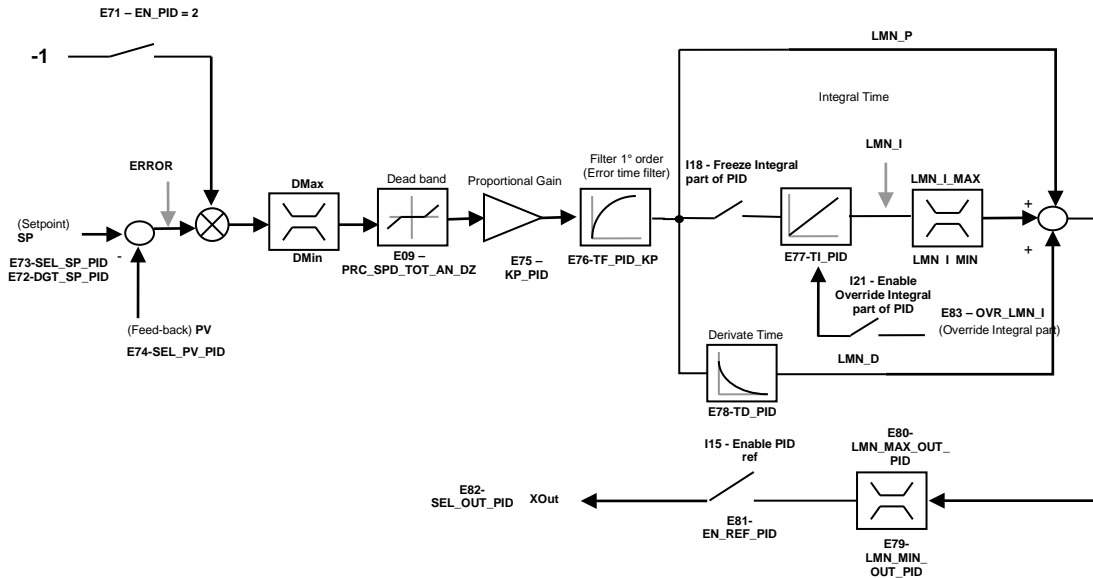 E71 – EN_PID = 2
-1
LMN_P
Integral Time
LMN_I
ERROR
Filter 1° order
(Error time filter)
I18 - Freeze Integral
part of PID
LMN_I_MAX
DMax
Dead band
Proportional Gain
+
(Setpoint)
SP
-
DMin
E09 –
PRC_SPD_TOT_AN_DZ
E75 –
KP_PID
E76-TF_PID_KP
E77-TI_PID
LMN_I_MIN
+
E73-SEL_SP_PID
E72-DGT_SP_PID
I21 - Enable
Override Integral
part of PID
E83 – OVR_LMN_I
(Override Integral part)
(Feed-back) PV
E74-SEL_PV_PID
Derivate Time
LMN_D
E78-TD_PID
I15 - Enable PID
ref
E80-
LMN_MAX_OUT_
PID
E82-
SEL_OUT_PID
XOut
E81-
EN_REF_PID
E79-
LMN_MIN_
OUT_PID